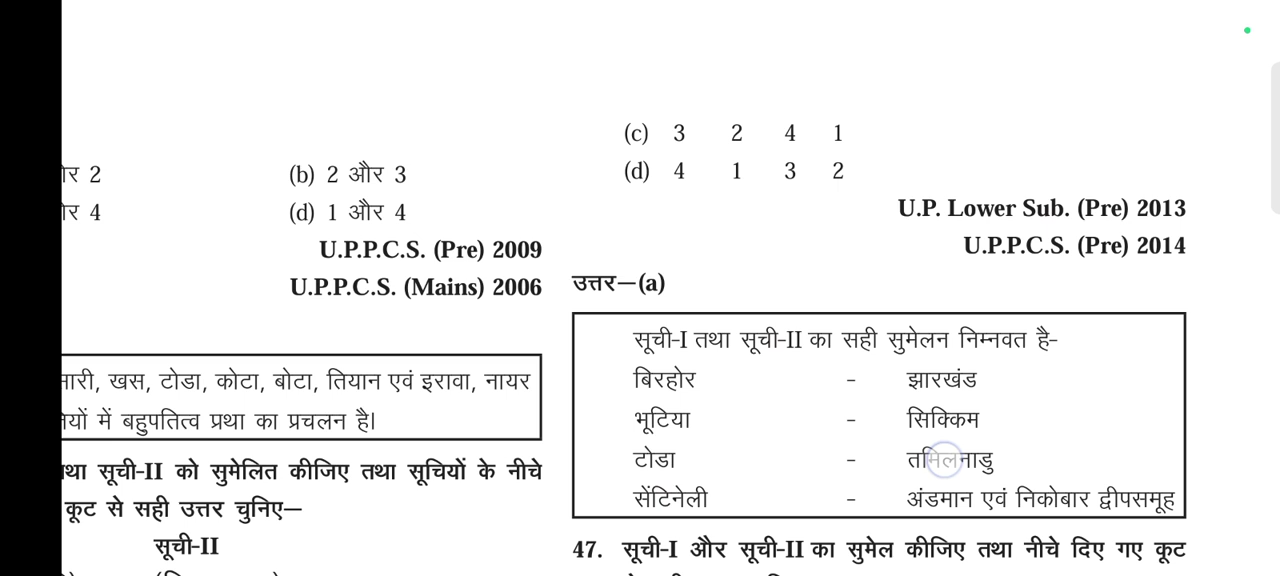 र 2
(b) 2 और 3
र 4
(d) 1 और 4
U.P.P.C.S. (Pre) 2009
U.P.P.C.S. (Mains) 2006
खस, टोडा, कोटा, बोटा, तियान एवं इरावा, नायर
में बहुपतित्व प्रथा का प्रचलन है।
सूची-II को सुमेलित कीजिए तथा सूचियों के नीचे
कूट से सही उत्तर चुनिए–
सूची-II
(c) 3 2 4 1
(d) 4 1 3 2
U.P. Lower Sub. (Pre) 2013
U.P.P.C.S. (Pre) 2014
उत्तर–(a)
सूची-I तथा सूची-II का सही सुमेलन निम्नवत है-
बिरहोर - झारखंड
भूटिया - सिक्किम
टोडा - तमिलनाडु
सेंटिनेली - अंडमान एवं निकोबार द्वीपसमूह
47. सूची-I और सूची-II का सुमेल कीजिए तथा नीचे दिए गए कूट